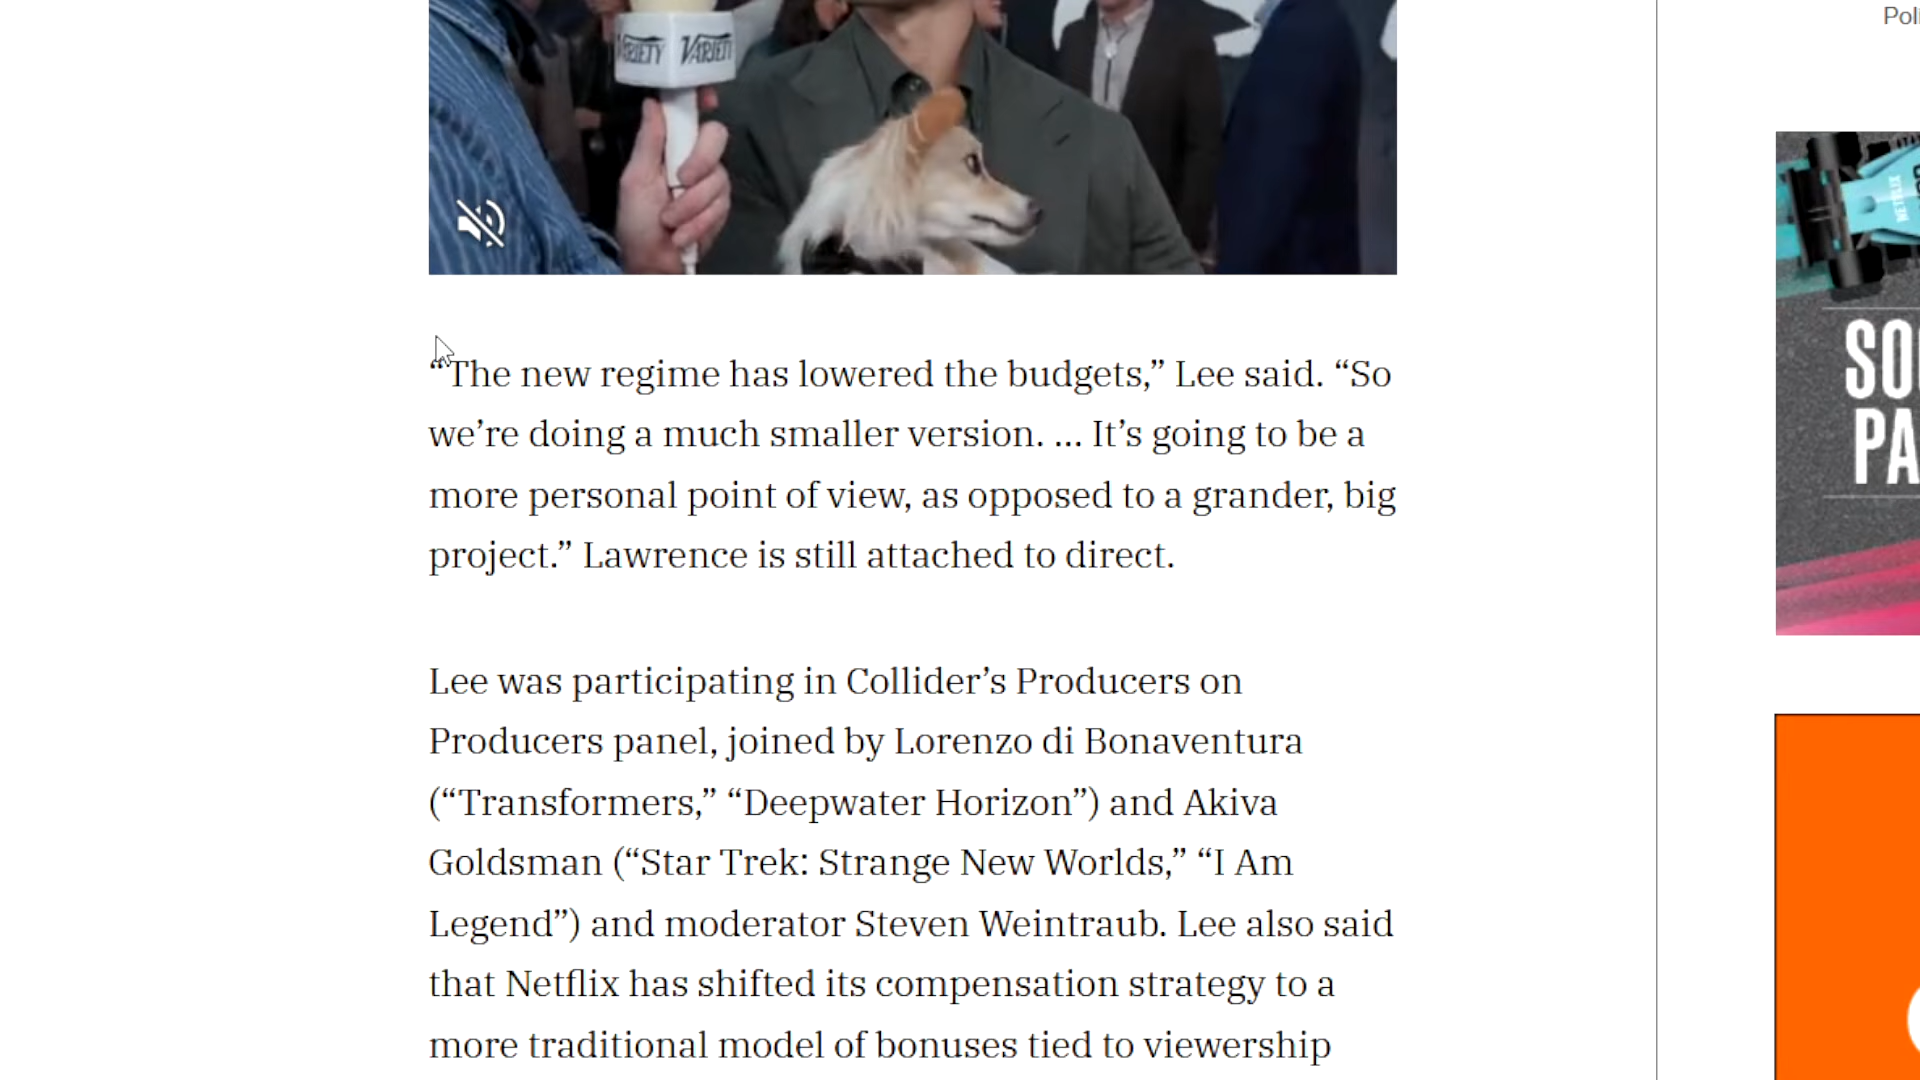 Poli
VARIETY VARIETY
NETFLIX
“The new regime has lowered the budgets,” Lee said. “So
we’re doing a much smaller version. ... It’s going to be a
more personal point of view, as opposed to a grander, big
project.” Lawrence is still attached to direct.
SO
PA
Lee was participating in Collider’s Producers on
Producers panel, joined by Lorenzo di Bonaventura
(“Transformers,” “Deepwater Horizon”) and Akiva
Goldsman (“Star Trek: Strange New Worlds,” “I Am
Legend”) and moderator Steven Weintraub. Lee also said
that Netflix has shifted its compensation strategy to a
more traditional model of bonuses tied to viewership